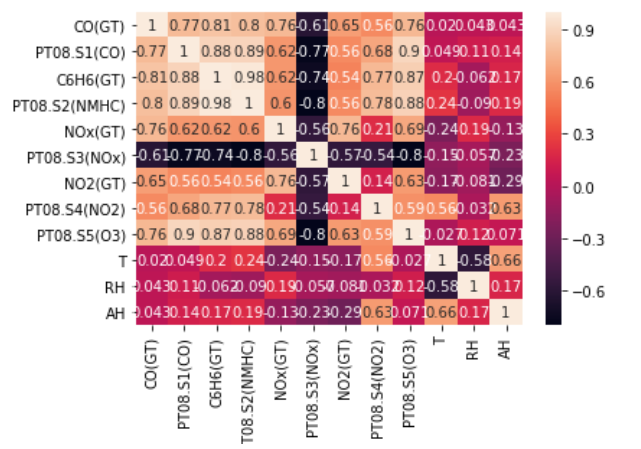 CO(GT) 1 0.77 0.81 0.8 0.76 -0.61 0.65 0.56 0.76 0.02 0.043 0.043
PT08.S1(CO) 0.77 1 0.88 0.89 0.62 -0.77 0.56 0.68 0.9 0.049 0.11 0.14
C6H6(GT) 0.81 0.88 1 0.98 0.62 -0.74 0.54 0.77 0.87 0.2 -0.062 0.17
PT08.S2(NMHC) 0.8 0.89 0.98 1 0.6 -0.8 0.56 0.78 0.88 0.24 -0.09 0.19
NOx(GT) 0.76 0.62 0.62 0.6 1 -0.56 0.76 0.21 0.69 -0.24 0.19 -0.13
PT08.S3(NOx) -0.61 -0.77 -0.74 -0.8 -0.56 1 -0.57 -0.54 -0.8 -0.15 -0.057 -0.23
NO2(GT) 0.65 0.56 0.54 0.56 0.76 -0.57 1 0.14 0.63 -0.17 -0.081 -0.29
PT08.S4(NO2) 0.56 0.68 0.77 0.78 0.21 -0.54 0.14 1 0.59 0.56 -0.032 0.63
PT08.S5(O3) 0.76 0.9 0.87 0.88 0.69 -0.8 0.63 0.59 1 0.027 0.12 0.071
T 0.02 0.049 0.2 0.24 -0.24 -0.15 -0.17 0.56 0.027 1 -0.58 0.66
RH 0.043 0.11 -0.062 -0.09 0.19 -0.057 -0.081 -0.032 0.12 -0.58 1 0.17
AH 0.043 0.14 0.17 0.19 -0.13 -0.23 -0.29 0.63 0.071 0.66 0.17 1
CO(GT)
PT08.S1(CO)
C6H6(GT)
T08.S2(NMHC)
NOx(GT)
PT08.S3(NOx)
NO2(GT)
PT08.S4(NO2)
PT08.S5(O3)
T
RH
AH
0.9
0.6
0.3
0.0
−0.3
−0.6